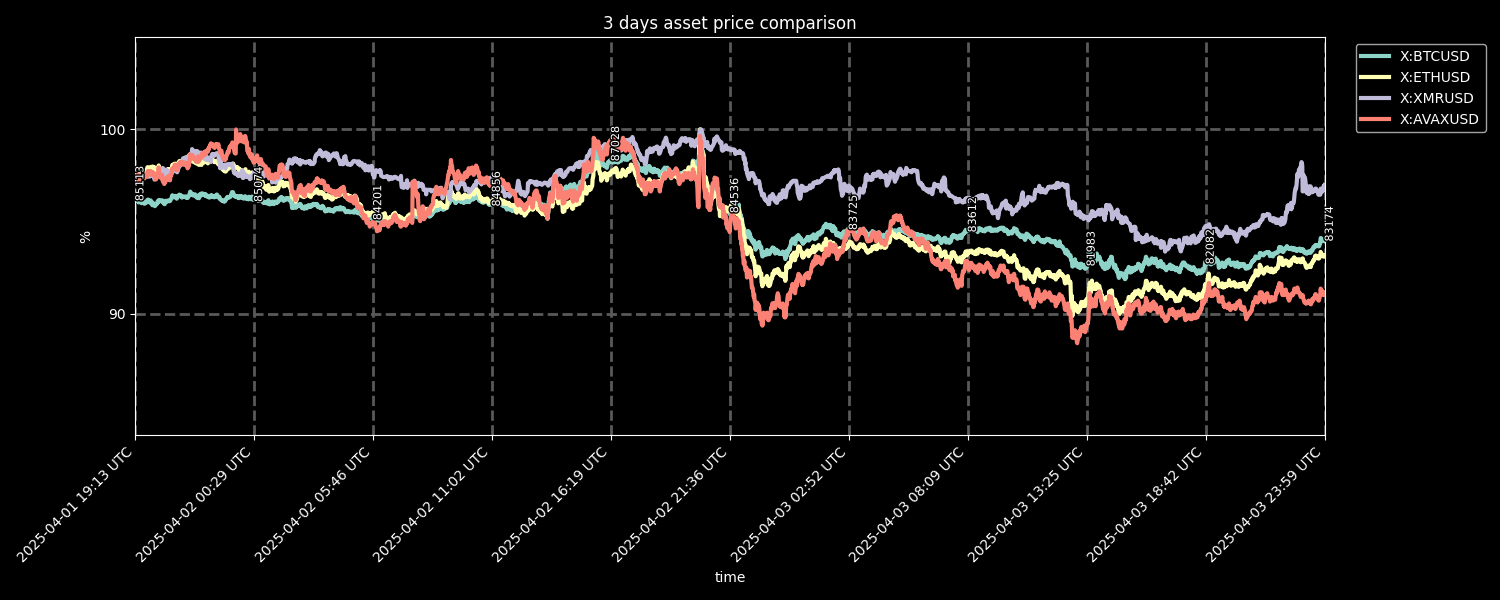 3 days asset price comparison
X:BTCUSD
X:ETHUSD
X:XMRUSD
X:AVAXUSD
100
90
%
85074
84201
84856
87028
84536
83725
83612
81983
82082
83174
2025-04-01 19:13 UTC
2025-04-02 00:29 UTC
2025-04-02 05:46 UTC
2025-04-02 11:02 UTC
2025-04-02 16:19 UTC
2025-04-02 21:36 UTC
2025-04-03 02:52 UTC
2025-04-03 08:09 UTC
2025-04-03 13:25 UTC
2025-04-03 18:42 UTC
2025-04-03 23:59 UTC
time